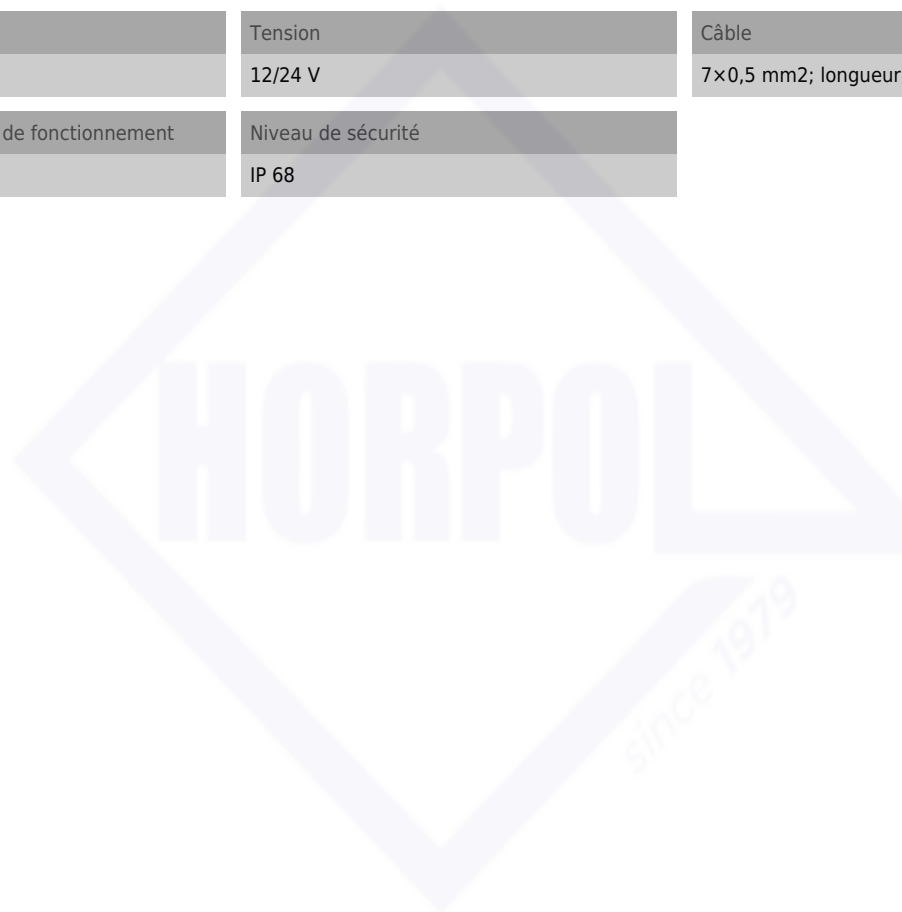 Tension
Câble
12/24 V
7×0,5 mm2; longueur
de fonctionnement
Niveau de sécurité
IP 68
HORPOL
since 1979